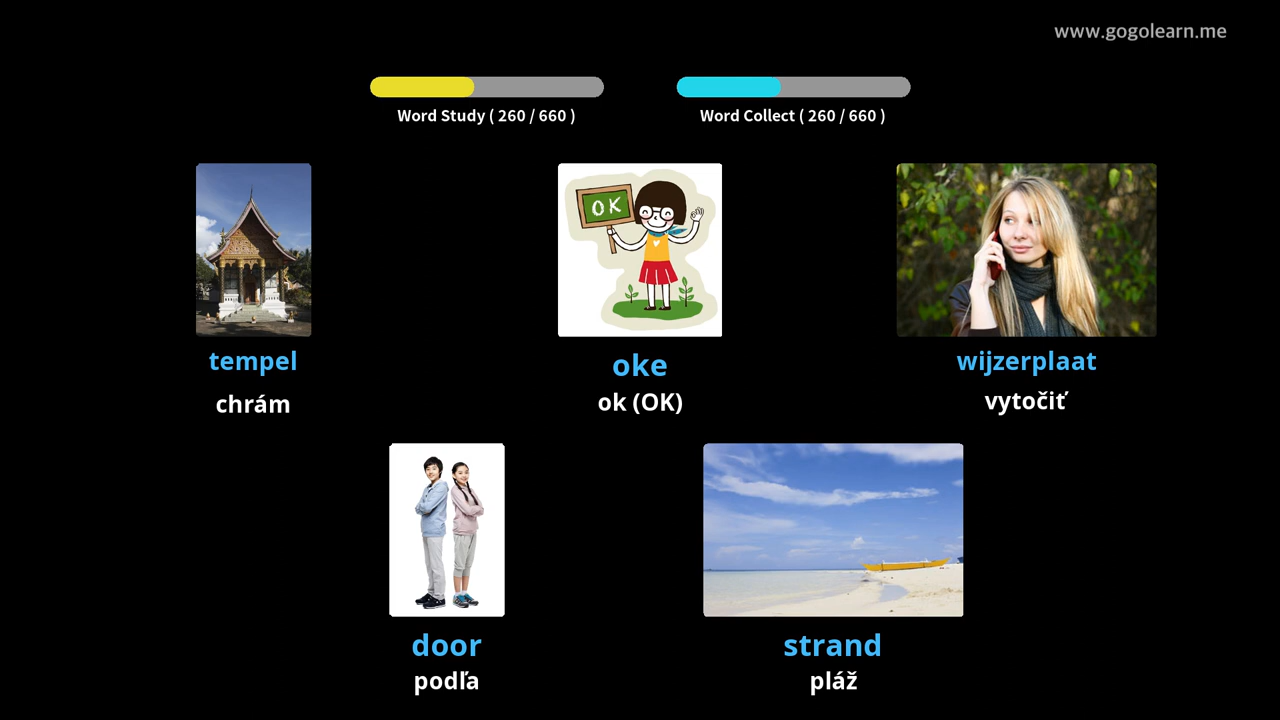 www.gogolearn.me
Word Study ( 260 / 660 )
Word Collect ( 260 / 660 )
OK
tempel
chrám
oke
ok (OK)
wijzerplaat
vytočiť
door
podľa
strand
pláž